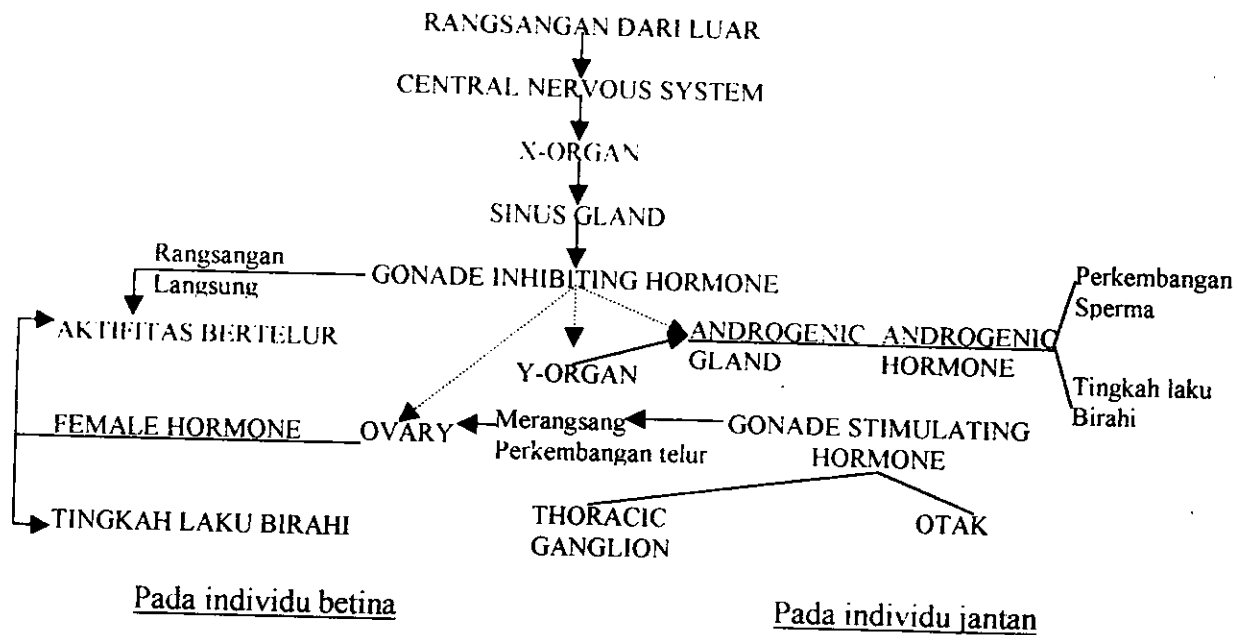 RANGSANGAN DARI LUAR
CENTRAL NERVOUS SYSTEM
X-ORGAN
SINUS GLAND
Rangsangan
Langsung
GONADE INHIBITING HORMONE
Perkembangan
Sperma
AKTIFITAS BERTELUR
ANDROGENIC
GLAND
ANDROGENIC
HORMONE
Y-ORGAN
Tingkah laku
Birahi
FEMALE HORMONE
OVARY
Merangsang
Perkembangan telur
GONADE STIMULATING
HORMONE
TINGKAH LAKU BIRAHI
THORACIC
GANGLION
OTAK
Pada individu betina
Pada individu jantan